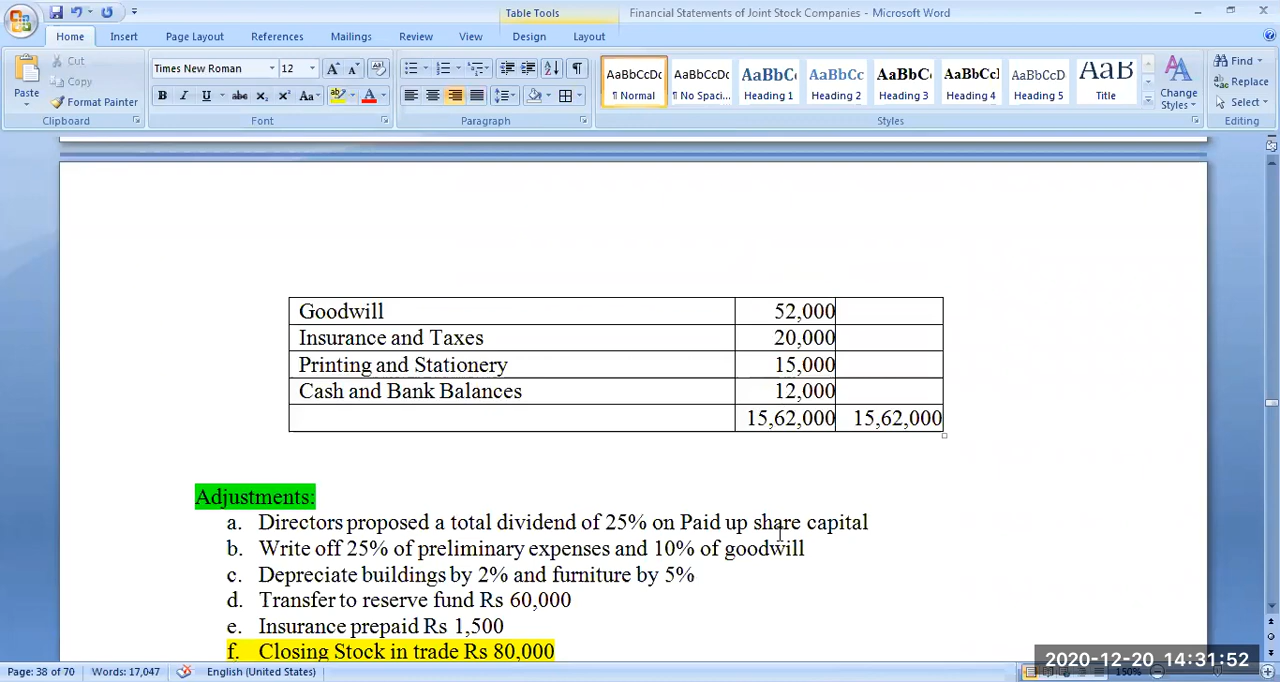 Table Tools
Financial Statements of Joint Stock Companies - Microsoft Word
Home Insert Page Layout References Mailings Review View Design Layout
Paste
Cut
Copy
Format Painter
Clipboard
Times New Roman 12
Font
Paragraph
AaBbCcDc AaBbCcDc AaBbC AaBbCc AaBbC AaBbCcI AaBbCcD AaB
¶ Normal ¶ No Spaci... Heading 1 Heading 2 Heading 3 Heading 4 Heading 5 Title
Change Styles
Styles
Find
Replace
Select
Editing
Goodwill 52,000
Insurance and Taxes 20,000
Printing and Stationery 15,000
Cash and Bank Balances 12,000
15,62,000 15,62,000
Adjustments:
a. Directors proposed a total dividend of 25% on Paid up share capital
b. Write off 25% of preliminary expenses and 10% of goodwill
c. Depreciate buildings by 2% and furniture by 5%
d. Transfer to reserve fund Rs 60,000
e. Insurance prepaid Rs 1,500
f. Closing Stock in trade Rs 80,000
Page: 38 of 70 Words: 17,047 English (United States) 150%
2020-12-20 14:31:52